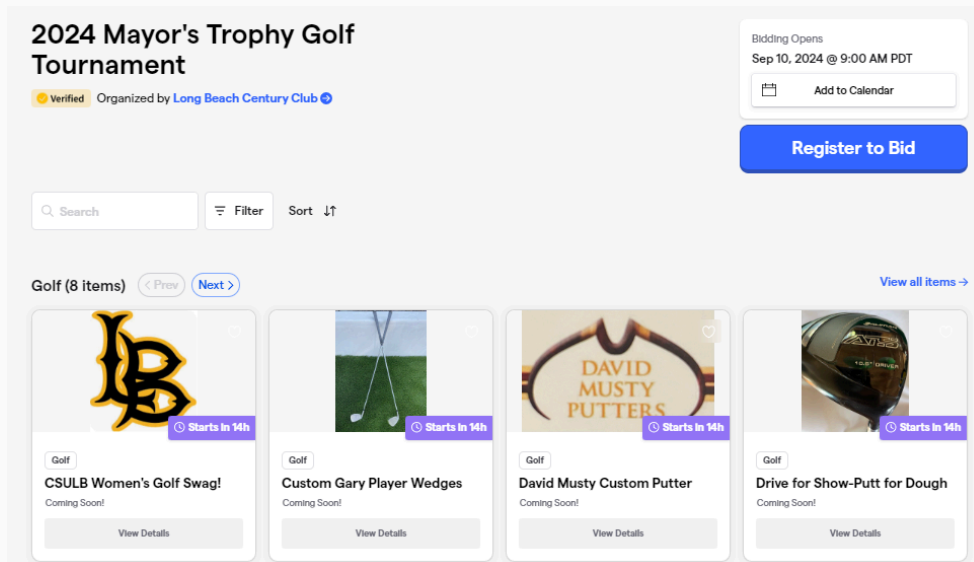 2024 Mayor's Trophy Golf
Tournament
Verified Organized by Long Beach Century Club
Bidding Opens
Sep 10, 2024 @ 9:00 AM PDT
Add to Calendar
Register to Bid
Search
Filter
Sort
Golf (8 items)
Prev
Next
View all items
LB
DAVID
MUSTY
PUTTERS
10.5° DRIVER
Starts In 14h
Starts In 14h
Starts In 14h
Starts In 14h
Golf
CSULB Women's Golf Swag!
Coming Soon!
View Details
Golf
Custom Gary Player Wedges
Coming Soon!
View Details
Golf
David Musty Custom Putter
Coming Soon!
View Details
Golf
Drive for Show-Putt for Dough
Coming Soon!
View Details